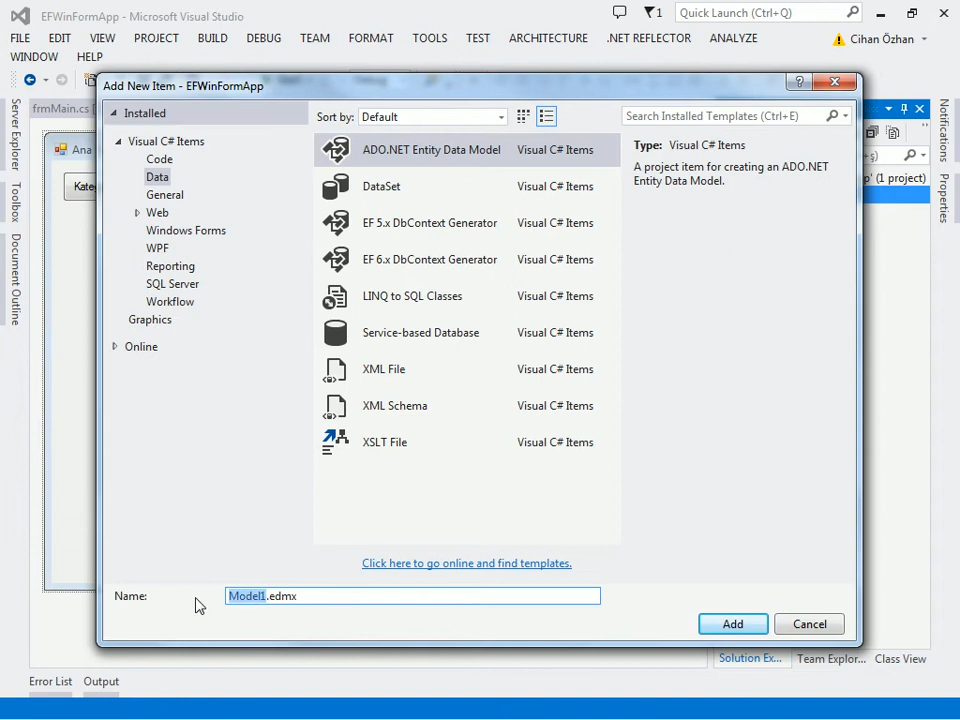 EFWinFormApp - Microsoft Visual Studio
1
Quick Launch (Ctrl+Q)
FILE EDIT VIEW PROJECT BUILD DEBUG TEAM FORMAT TOOLS TEST ARCHITECTURE .NET REFLECTOR ANALYZE
Cihan Özhan
WINDOW HELP
frmMain.cs [
Server Explorer
Toolbox
Document Outline
Ana
Kateg
Add New Item - EFWinFormApp
Installed
Visual C# Items
Code
Data
General
Web
Windows Forms
WPF
Reporting
SQL Server
Workflow
Graphics
Online
Sort by: Default
Search Installed Templates (Ctrl+E)
ADO.NET Entity Data Model Visual C# Items
DataSet Visual C# Items
EF 5.x DbContext Generator Visual C# Items
EF 6.x DbContext Generator Visual C# Items
LINQ to SQL Classes Visual C# Items
Service-based Database Visual C# Items
XML File Visual C# Items
XML Schema Visual C# Items
XSLT File Visual C# Items
Click here to go online and find templates.
Type: Visual C# Items
A project item for creating an ADO.NET
Entity Data Model.
Name: Model1.edmx
Add Cancel
+ş)
p' (1 project)
Notifications
Properties
Solution Ex... Team Explor... Class View
Error List Output